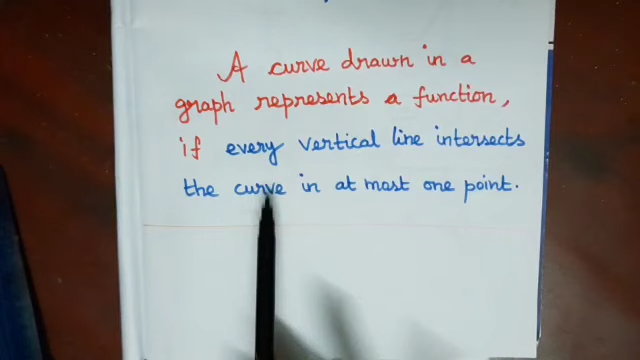 A curve drawn in a
graph represents a function,
if every vertical line intersects
the curve in at most one point.